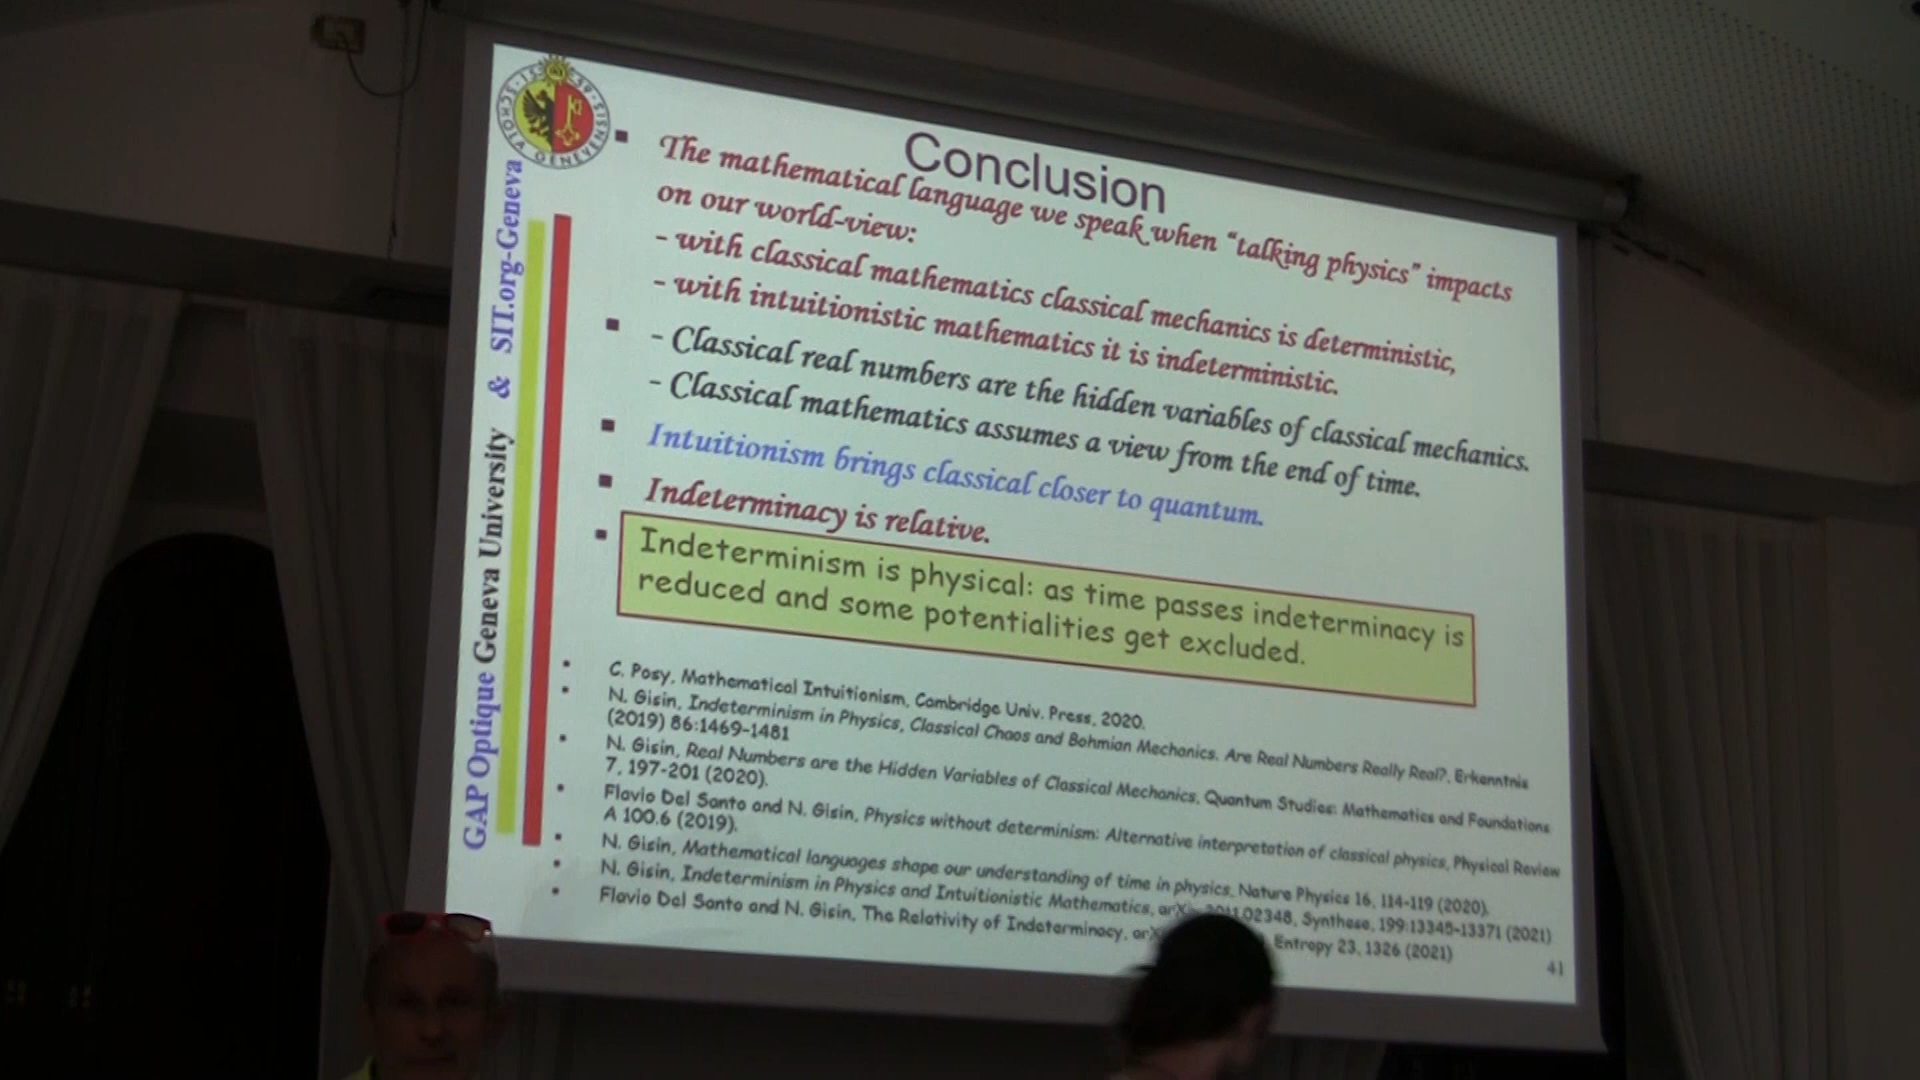 Conclusion
The mathematical language we speak when "talking physics" impacts
on our world-view:
- with classical mathematics classical mechanics is deterministic,
- with intuitionistic mathematics it is indeterministic.
- Classical real numbers are the hidden variables of classical mechanics.
- Classical mathematics assumes a view from the end of time.
Intuitionism brings classical closer to quantum.
Indeterminacy is relative.
Indeterminism is physical: as time passes indeterminacy is
reduced and some potentialities get excluded.
C. Posy, Mathematical Intuitionism, Cambridge Univ. Press, 2020.
N. Gisin, Indeterminism in Physics, Classical Chaos and Bohmian Mechanics. Are Real Numbers Really Real?, Erkenntnis
(2019) 86:1469-1481
N. Gisin, Real Numbers are the Hidden Variables of Classical Mechanics, Quantum Studies: Mathematics and Foundations
7, 197-201 (2020).
Flavio Del Santo and N. Gisin, Physics without determinism: Alternative interpretation of classical physics, Physical Review
A 100.6 (2019).
N. Gisin, Mathematical languages shape our understanding of time in physics, Nature Physics 16, 114-119 (2020).
N. Gisin, Indeterminism in Physics and Intuitionistic Mathematics, 02348, Synthese, 199:13345-13371 (2021)
Flavio Del Santo and N. Gisin, The Relativity of Indeterminacy, Entropy 23, 1326 (2021)
41
GAP Optique Geneva University & SIT.org-Geneva
SCHOLA GENEVENSIS 1559